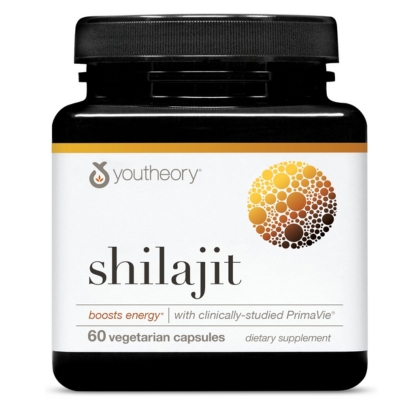 youtheory®
shilajit
boosts energy* | with clinically-studied PrimaVie®
60 vegetarian capsules dietary supplement